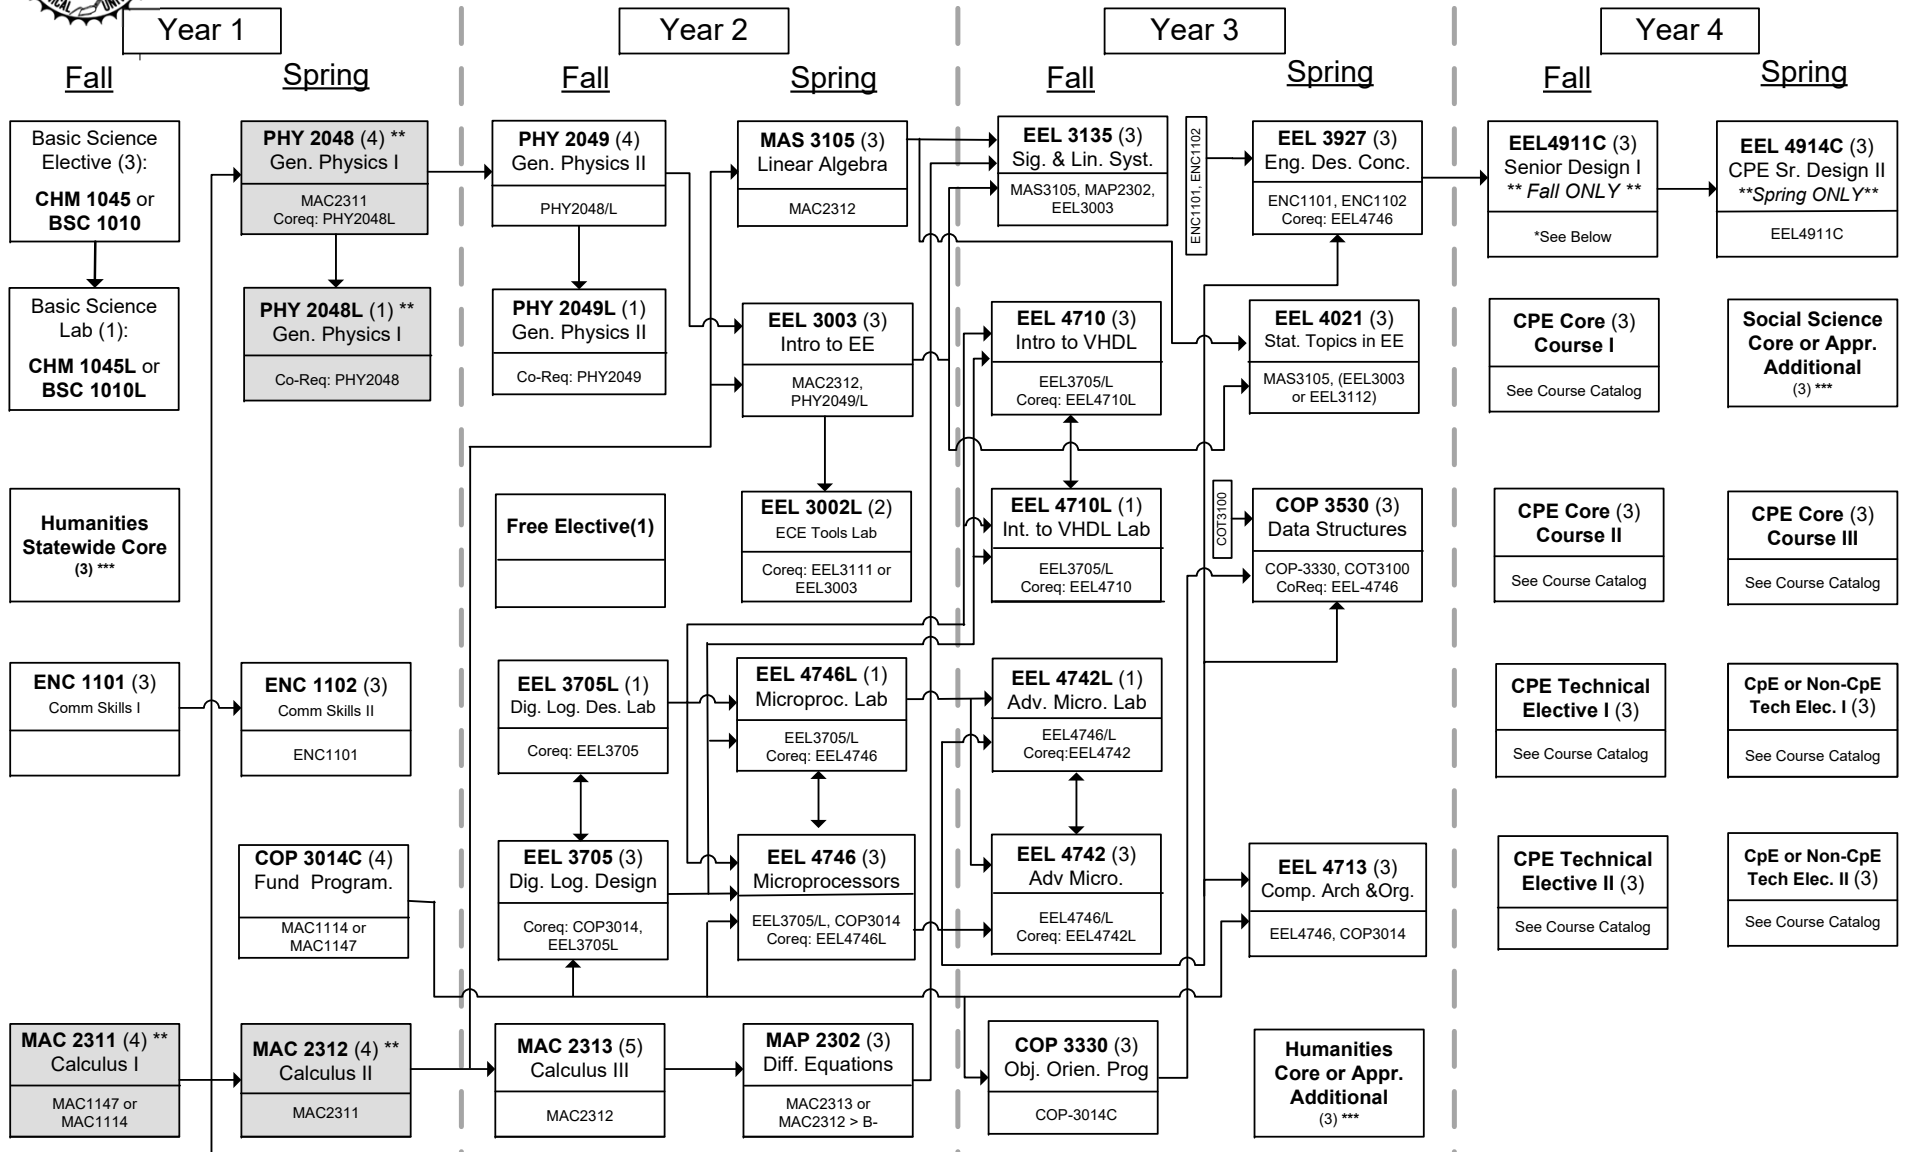 Year 1
Year 2
Year 3
Year 4
Fall
Spring
Fall
Spring
Fall
Spring
Fall
Spring
Basic Science
Elective (3):
CHM 1045 or
BSC 1010
Basic Science
Lab (1):
CHM 1045L or
BSC 1010L
Humanities
Statewide Core
(3) ***
ENC 1101 (3)
Comm Skills I
MAC 2311 (4) **
Calculus I
MAC1147 or
MAC1114
PHY 2048 (4) **
Gen. Physics I
MAC2311
Coreq: PHY2048L
PHY 2048L (1) **
Gen. Physics I
Co-Req: PHY2048
ENC 1102 (3)
Comm Skills II
ENC1101
COP 3014C (4)
Fund Program.
MAC1114 or
MAC1147
MAC 2312 (4) **
Calculus II
MAC2311
PHY 2049 (4)
Gen. Physics II
PHY2048/L
PHY 2049L (1)
Gen. Physics II
Co-Req: PHY2049
Free Elective(1)
EEL 3705L (1)
Dig. Log. Des. Lab
Coreq: EEL3705
EEL 3705 (3)
Dig. Log. Design
Coreq: COP3014,
EEL3705L
MAC 2313 (5)
Calculus III
MAC2312
MAS 3105 (3)
Linear Algebra
MAC2312
EEL 3003 (3)
Intro to EE
MAC2312,
PHY2049/L
EEL 3002L (2)
ECE Tools Lab
Coreq: EEL3111 or
EEL3003
EEL 4746L (1)
Microproc. Lab
EEL3705/L
Coreq: EEL4746
EEL 4746 (3)
Microprocessors
EEL3705/L, COP3014
Coreq: EEL4746L
MAP 2302 (3)
Diff. Equations
MAC2313 or
MAC2312 > B-
EEL 3135 (3)
Sig. & Lin. Syst.
MAS3105, MAP2302,
EEL3003
EEL 4710 (3)
Intro to VHDL
EEL3705/L
Coreq: EEL4710L
EEL 4710L (1)
Int. to VHDL Lab
EEL3705/L
Coreq: EEL4710
EEL 4742L (1)
Adv. Micro. Lab
EEL4746/L
Coreq:EEL4742
EEL 4742 (3)
Adv Micro.
EEL4746/L
Coreq: EEL4742L
COP 3330 (3)
Obj. Orien. Prog
COP-3014C
ENC1101, ENC1102
EEL 3927 (3)
Eng. Des. Conc.
ENC1101, ENC1102
Coreq: EEL4746
EEL 4021 (3)
Stat. Topics in EE
MAS3105, (EEL3003
or EEL3112)
COT3100
COP 3530 (3)
Data Structures
COP-3330, COT3100
CoReq: EEL-4746
EEL 4713 (3)
Comp. Arch &Org.
EEL4746, COP3014
Humanities
Core or Appr.
Additional
(3) ***
EEL4911C (3)
Senior Design I
** Fall ONLY **
*See Below
CPE Core (3)
Course I
See Course Catalog
CPE Core (3)
Course II
See Course Catalog
CPE Technical
Elective I (3)
See Course Catalog
CPE Technical
Elective II (3)
See Course Catalog
EEL 4914C (3)
CPE Sr. Design II
**Spring ONLY**
EEL4911C
Social Science
Core or Appr.
Additional
(3) ***
CPE Core (3)
Course III
See Course Catalog
CpE or Non-CpE
Tech Elec. I (3)
See Course Catalog
CpE or Non-CpE
Tech Elec. II (3)
See Course Catalog